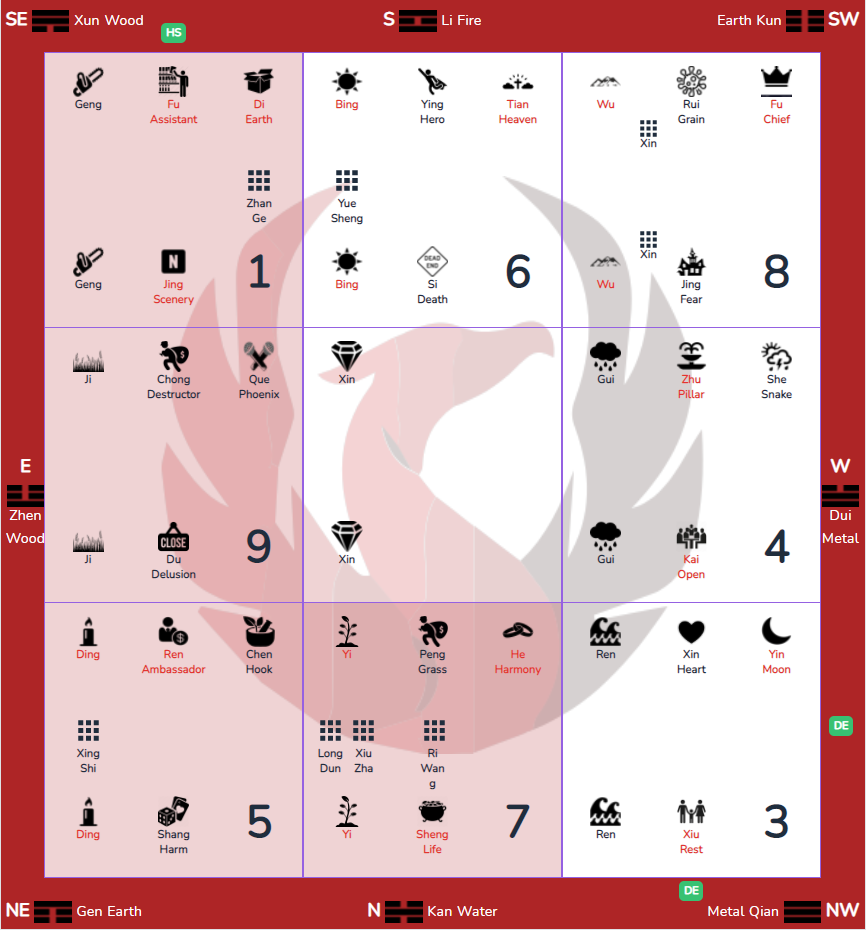 SE Xun Wood
S Li Fire
Earth Kun SW
HS
Geng
Fu
Assistant
Di
Earth
Zhan
Ge
Geng
N
Jing
Scenery
1
Bing
Ying
Hero
Tian
Heaven
Yue
Sheng
Bing
DEAD
END
Si
Death
6
Wu
Xin
Rui
Grain
Fu
Chief
Wu
Xin
Jing
Fear
8
E
Zhen
Wood
Ji
Chong
Destructor
Que
Phoenix
Ji
CLOSE
Du
Delusion
9
Xin
Xin
Gui
Zhu
Pillar
She
Snake
Gui
Kai
Open
4
W
Dui
Metal
Ding
Ren
Ambassador
Chen
Hook
Xing
Shi
Ding
Shang
Harm
5
Yi
Peng
Grass
He
Harmony
Long
Dun
Xiu
Zha
Ri
Wan
g
Yi
Sheng
Life
7
Ren
Xin
Heart
Yin
Moon
Ren
Xiu
Rest
3
DE
DE
NE Gen Earth
N Kan Water
Metal Qian NW